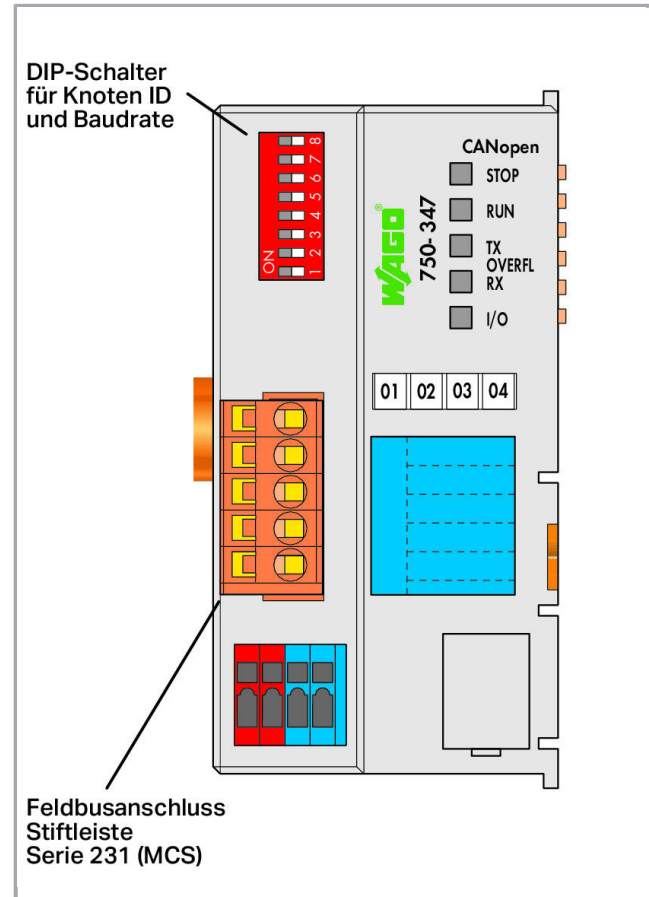 DIP-Schalter
für Knoten ID
und Baudrate
ON
1 2 3 4 5 6 7 8
WAGO®
750-347
CANopen
STOP
RUN
TX
OVERFL
RX
I/O
01 02 03 04
Feldbusanschluss
Stiftleiste
Serie 231 (MCS)